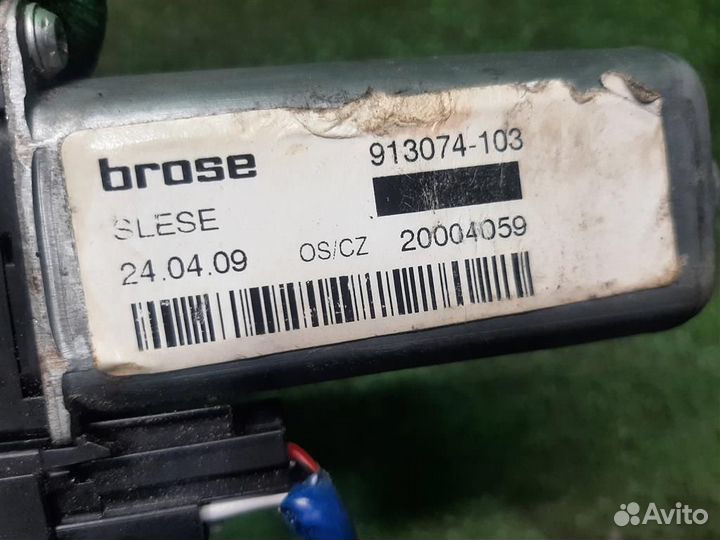 brose 913074-103
SLESE
24.04.09 OS/CZ 20004059
Avito